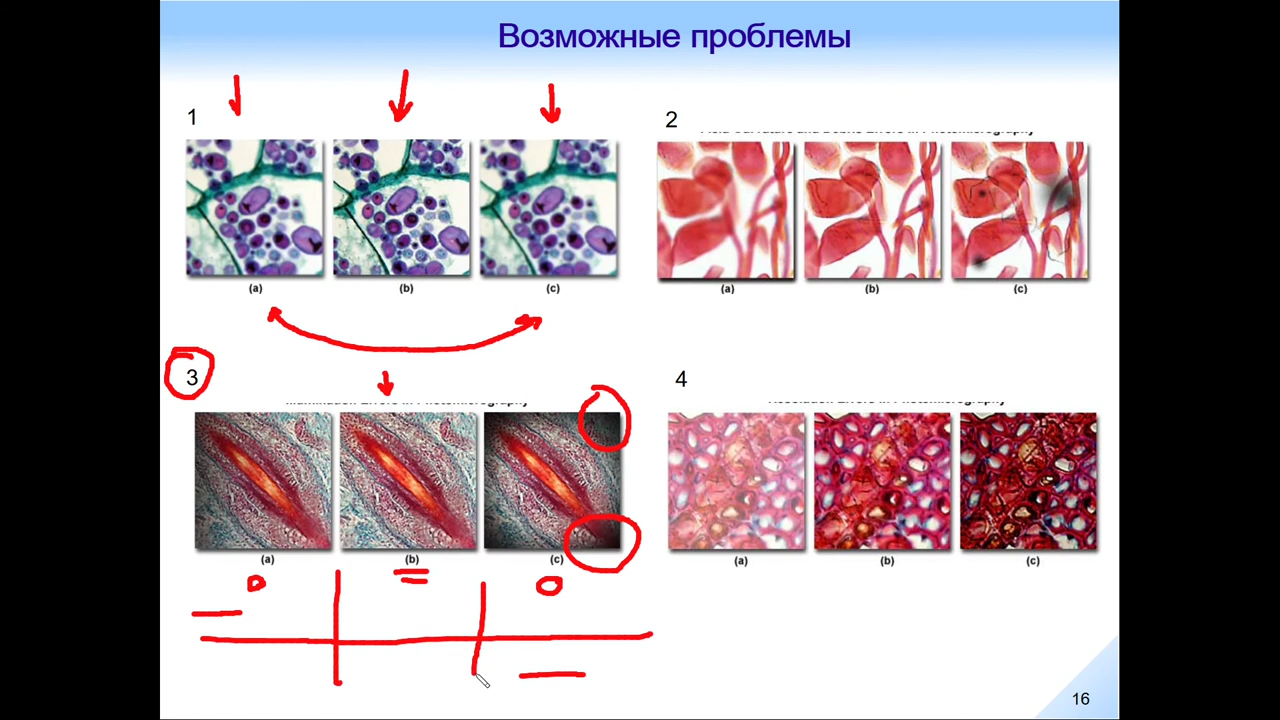 Возможные проблемы
1
2
(a) (b) (c)
(a) (b) (c)
3
4
(a) (b) (c)
(a) (b) (c)
16